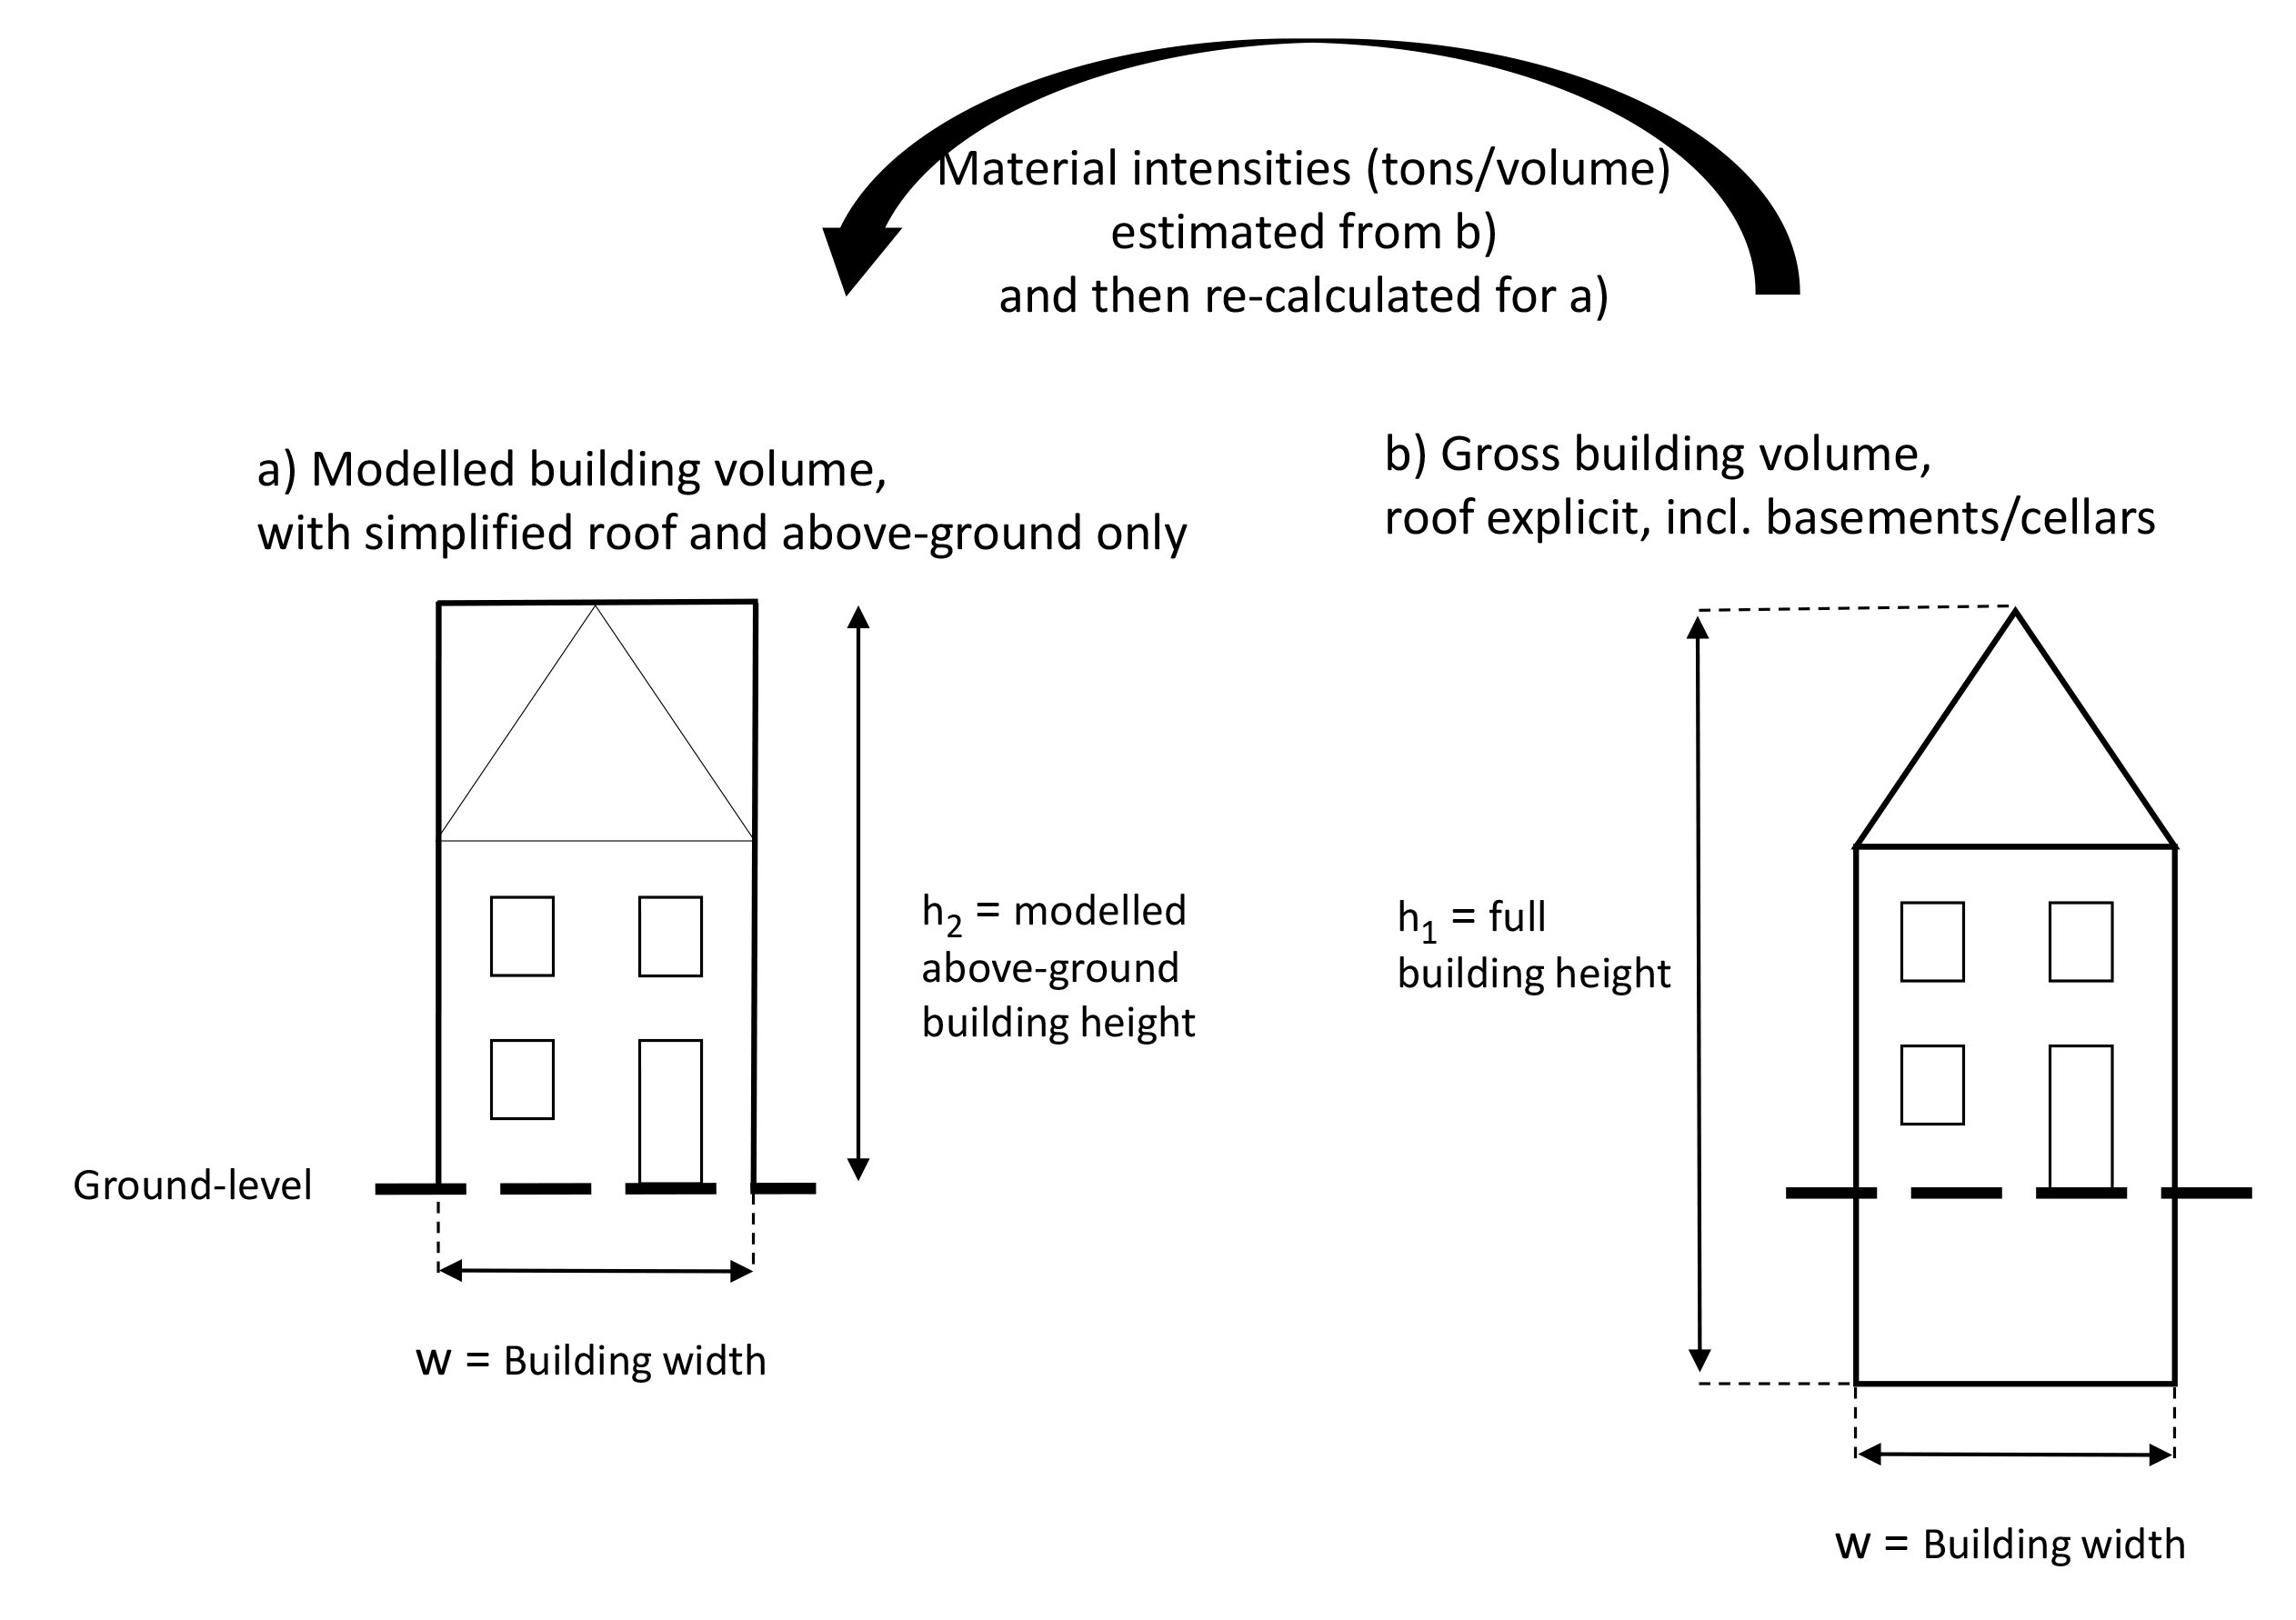 Material intensities (tons/volume)
estimated from b)
and then re-calculated for a)
a) Modelled building volume,
with simplified roof and above-ground only
b) Gross building volume,
roof explicit, incl. basements/cellars
h₂ = modelled
above-ground
building height
h₁ = full
building height
Ground-level
w = Building width
w = Building width